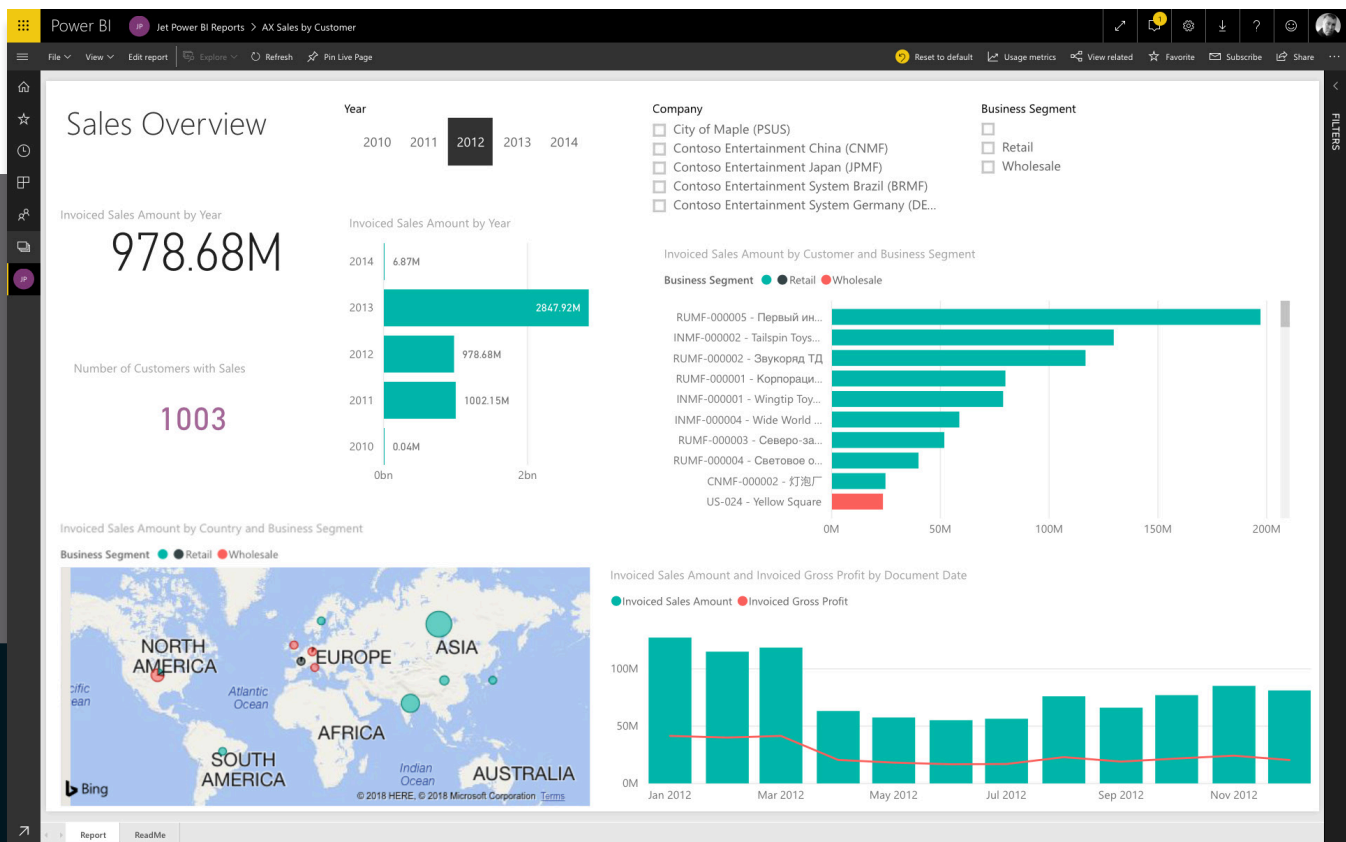 Power BI JP Jet Power BI Reports > AX Sales by Customer 1 ?
File View Edit report Explore Refresh Pin Live Page Reset to default Usage metrics View related Favorite Subscribe Share ...
FILTERS
JP
Sales Overview
Year
2010 2011 2012 2013 2014
Company
City of Maple (PSUS)
Contoso Entertainment China (CNMF)
Contoso Entertainment Japan (JPMF)
Contoso Entertainment System Brazil (BRMF)
Contoso Entertainment System Germany (DE...
Business Segment
Retail
Wholesale
Invoiced Sales Amount by Year
978.68M
Number of Customers with Sales
1003
Invoiced Sales Amount by Year
2014 6.87M
2013 2847.92M
2012 978.68M
2011 1002.15M
2010 0.04M
0bn 2bn
Invoiced Sales Amount by Customer and Business Segment
Business Segment Retail Wholesale
RUMF-000005 - Первый ин...
INMF-000002 - Tailspin Toys...
RUMF-000002 - Звукоряд ТД
RUMF-000001 - Корпораци...
INMF-000001 - Wingtip Toy...
INMF-000004 - Wide World ...
RUMF-000003 - Северо-за...
RUMF-000004 - Световое о...
CNMF-000002 - 灯泡厂
US-024 - Yellow Square
0M 50M 100M 150M 200M
Invoiced Sales Amount by Country and Business Segment
Business Segment Retail Wholesale
NORTH
AMERICA
EUROPE
ASIA
cific
ean
Atlantic
Ocean
AFRICA
SOUTH
AMERICA
Indian
Ocean
AUSTRALIA
Bing
© 2018 HERE, © 2018 Microsoft Corporation Terms
Invoiced Sales Amount and Invoiced Gross Profit by Document Date
Invoiced Sales Amount Invoiced Gross Profit
100M
50M
0M
Jan 2012 Mar 2012 May 2012 Jul 2012 Sep 2012 Nov 2012
Report ReadMe